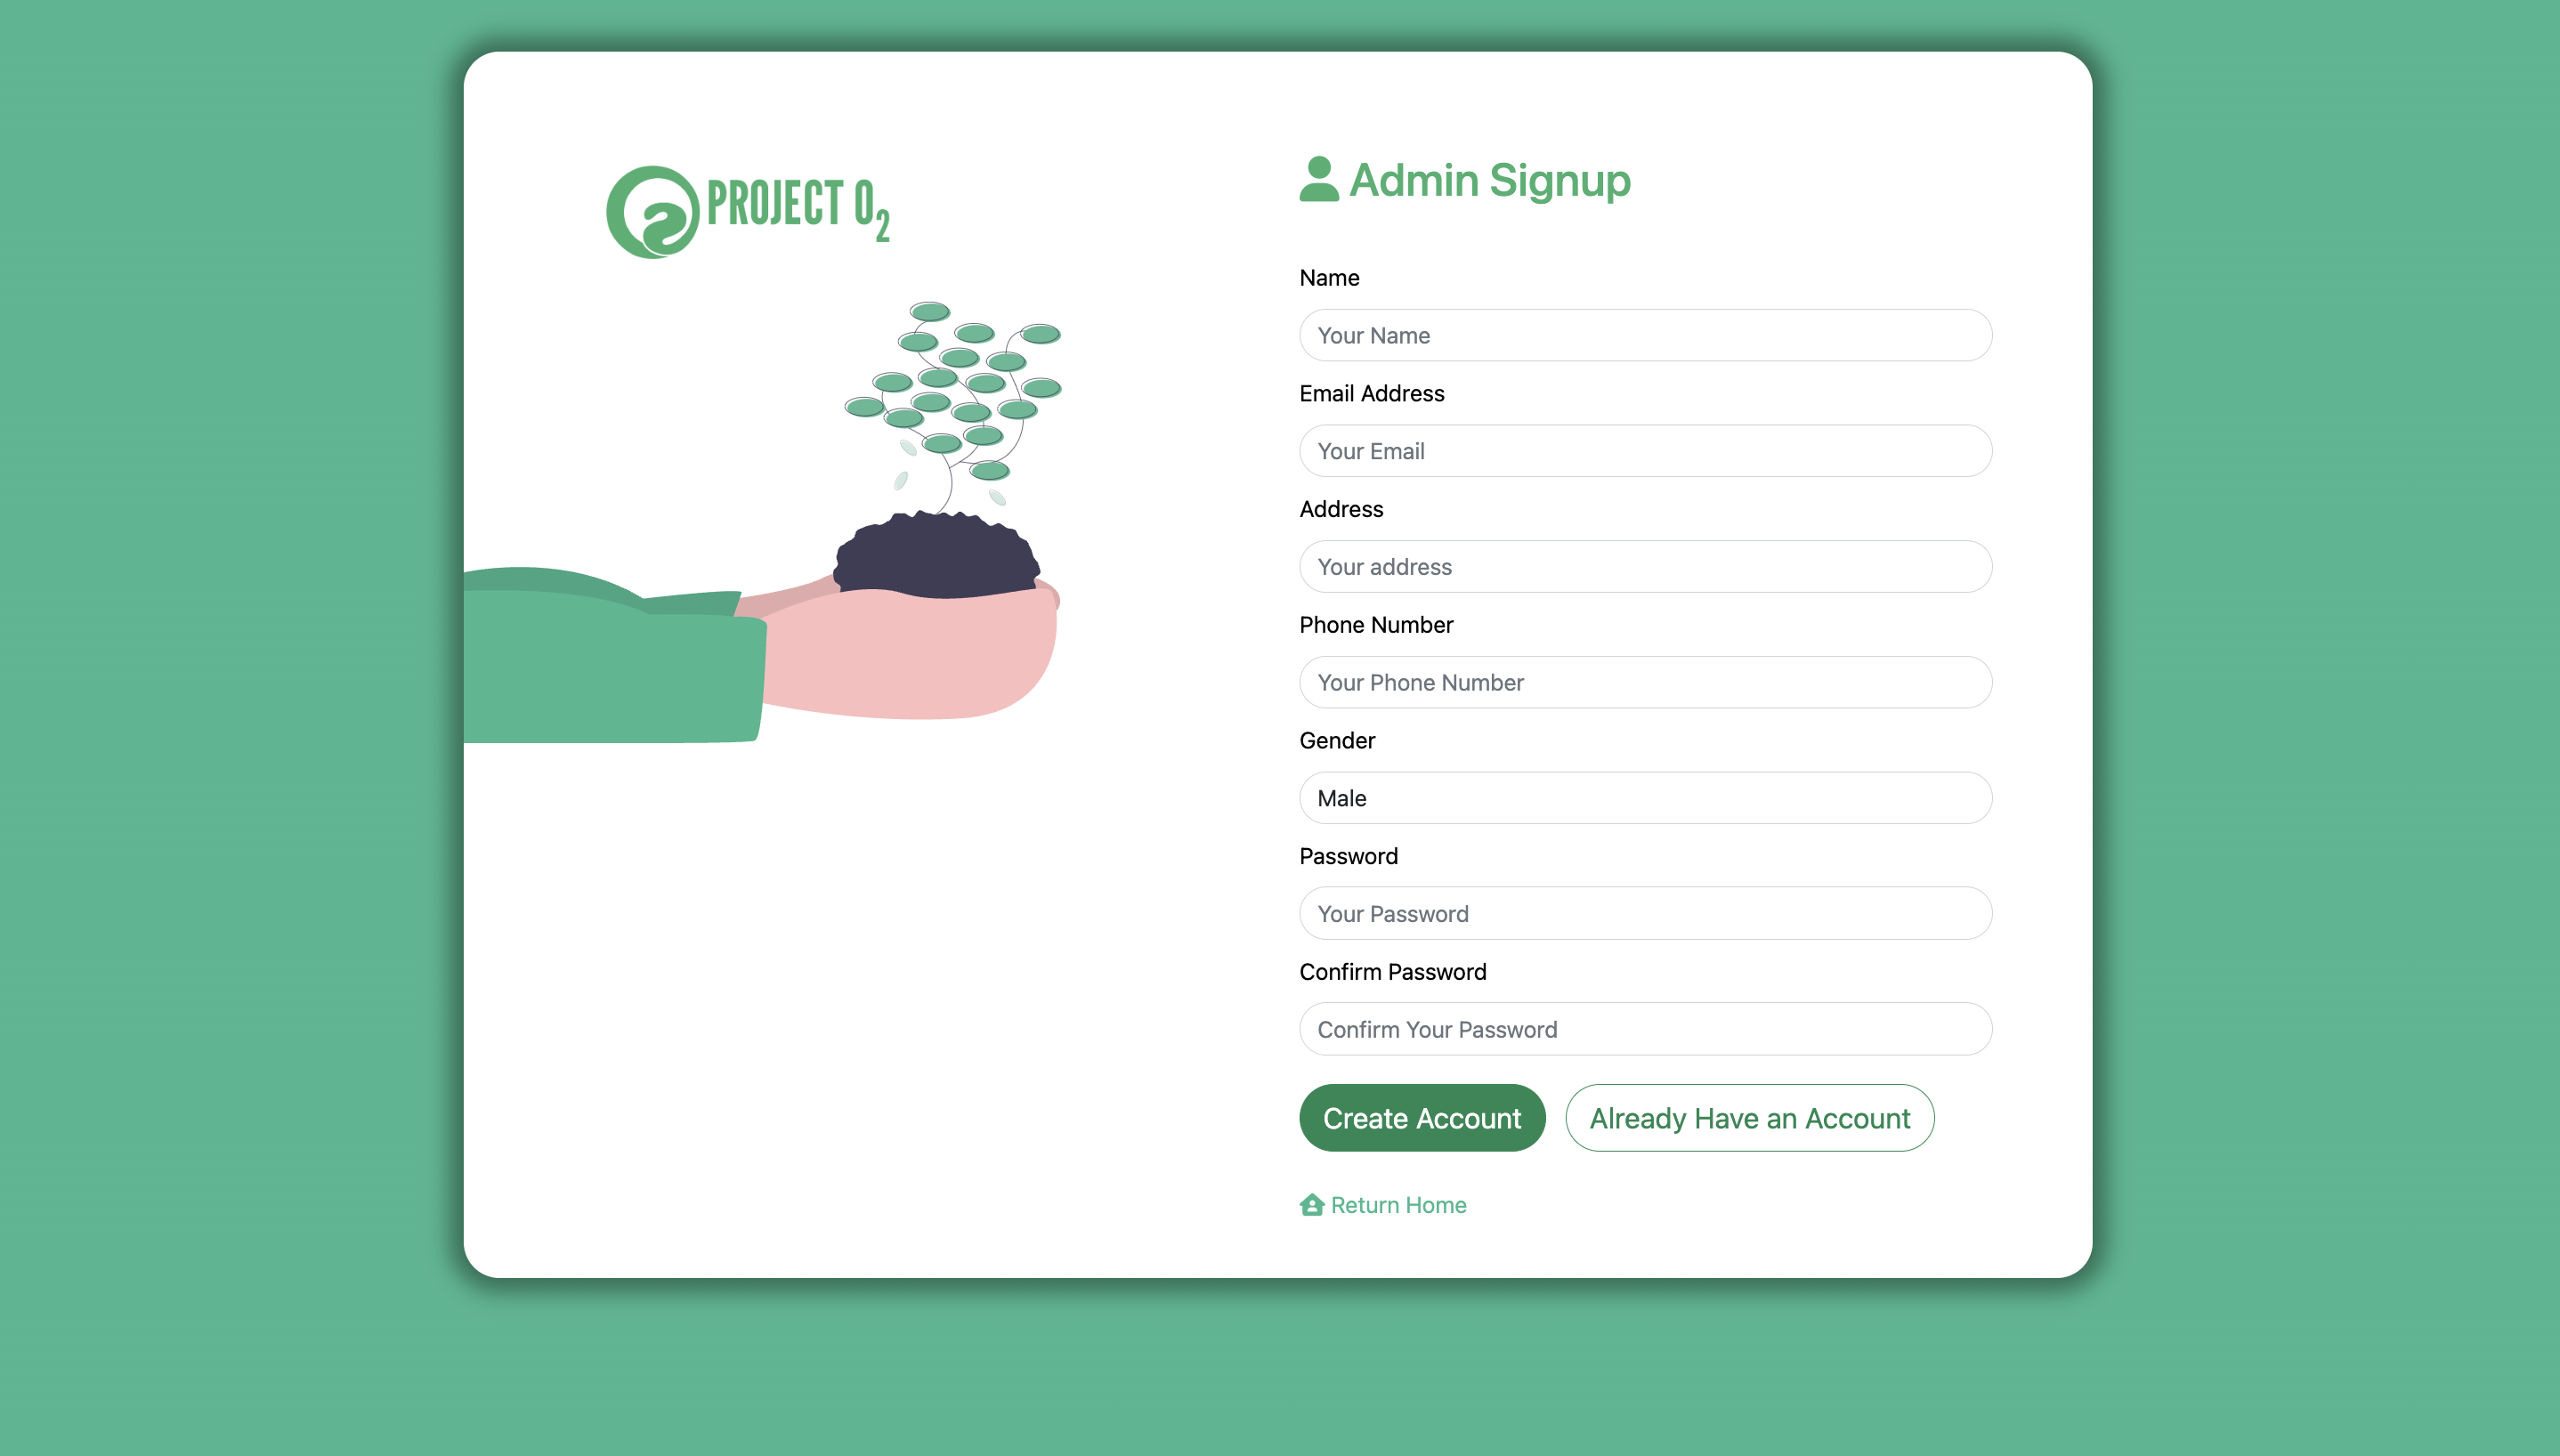 PROJECT O2
Admin Signup
Name
Your Name
Email Address
Your Email
Address
Your address
Phone Number
Your Phone Number
Gender
Male
Password
Your Password
Confirm Password
Confirm Your Password
Create Account
Already Have an Account
Return Home